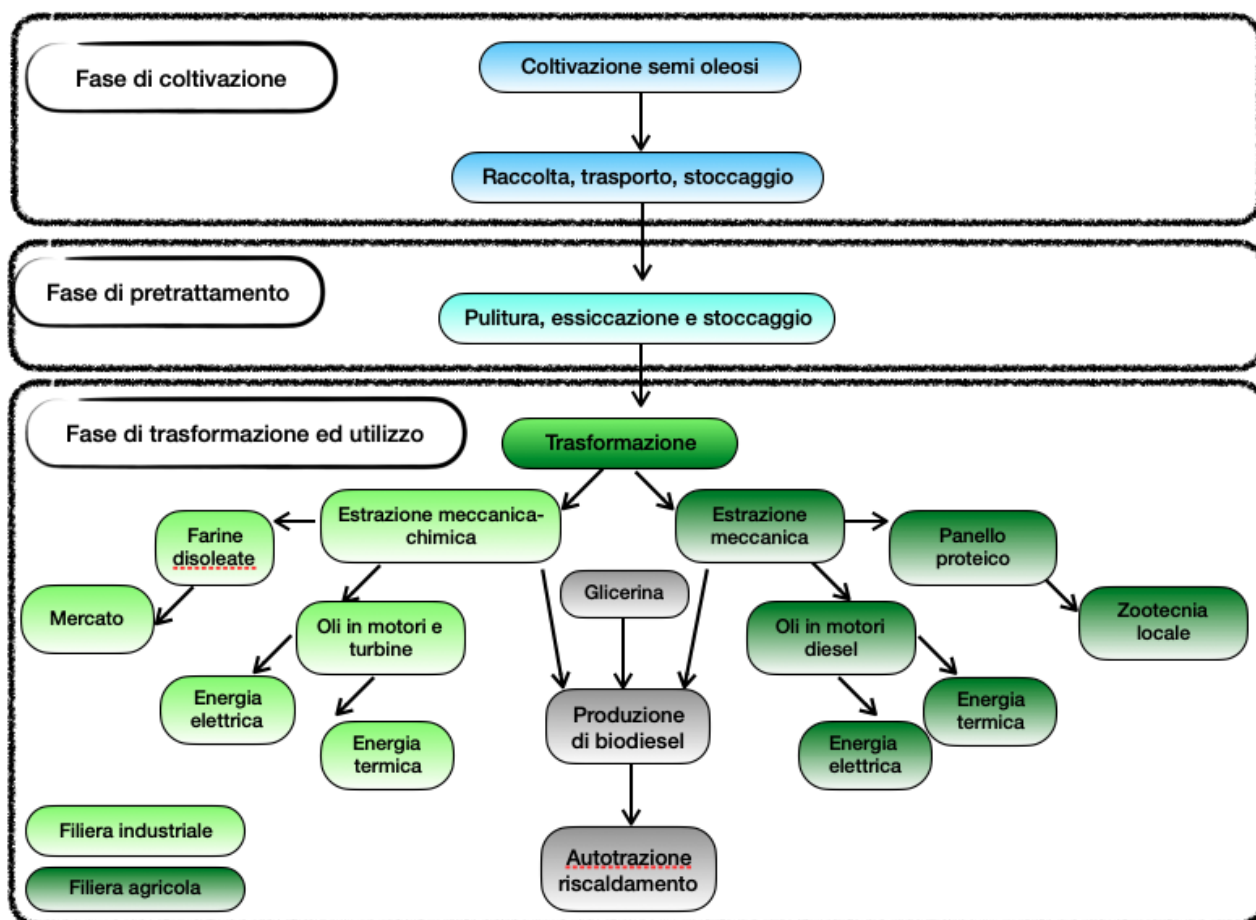 Fase di coltivazione
Coltivazione semi oleosi
Raccolta, trasporto, stoccaggio
Fase di pretrattamento
Pulitura, essiccazione e stoccaggio
Fase di trasformazione ed utilizzo
Trasformazione
Estrazione meccanica-
chimica
Estrazione
meccanica
Farine
disoleate
Panello
proteico
Mercato
Glicerina
Zootecnia
locale
Oli in motori e
turbine
Oli in motori
diesel
Energia
elettrica
Energia
termica
Produzione
di biodiesel
Energia
termica
Energia
elettrica
Filiera industriale
Autotrazione
riscaldamento
Filiera agricola